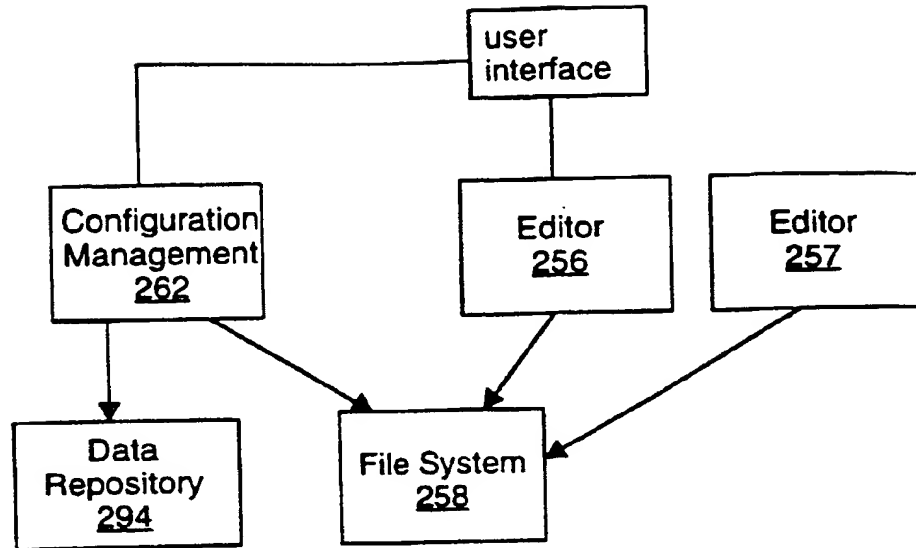 user
interface
Configuration
Management
262
Editor
256
Editor
257
Data
Repository
294
File System
258